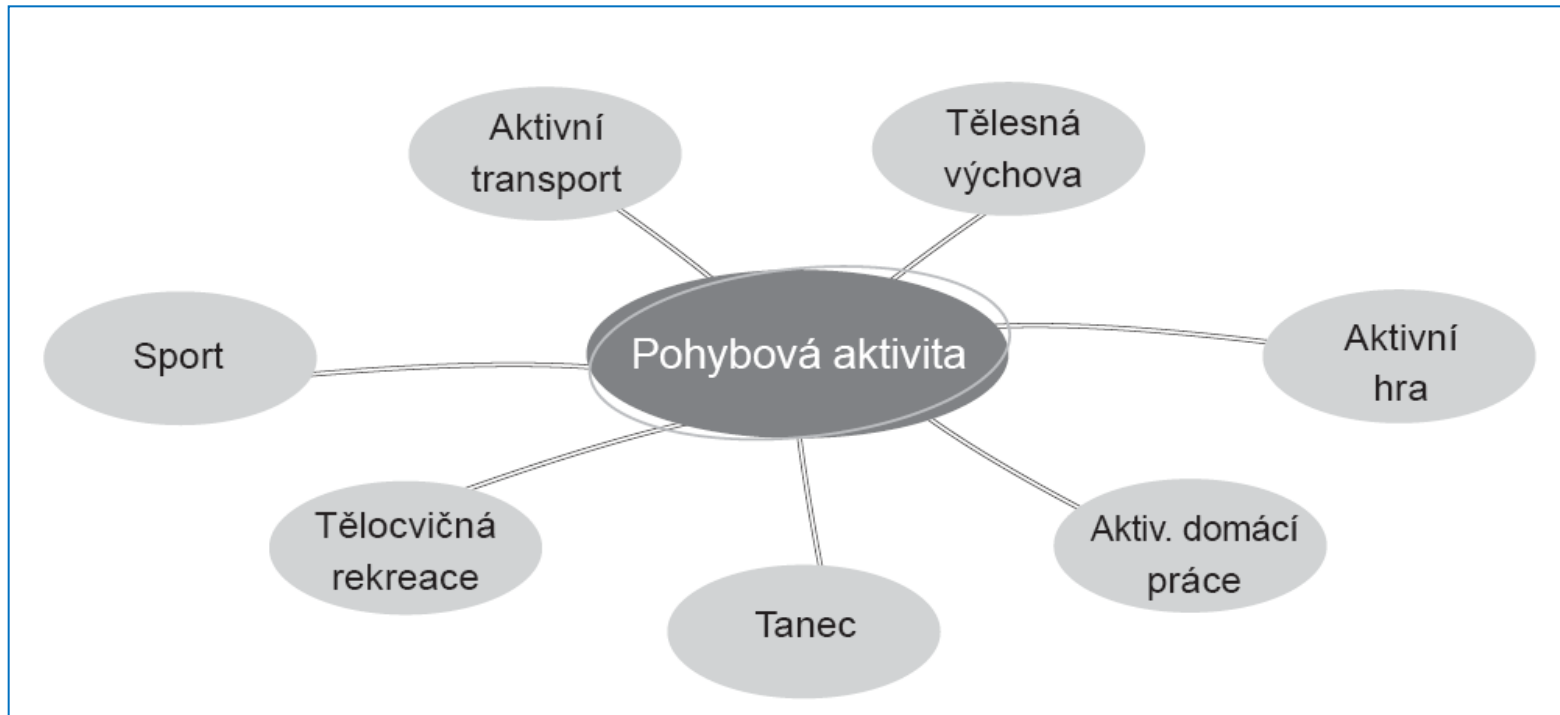 Aktivní
transport
Tělesná
výchova
Sport
Pohybová aktivita
Aktivní
hra
Tělocvičná
rekreace
Tanec
Aktiv. domácí
práce